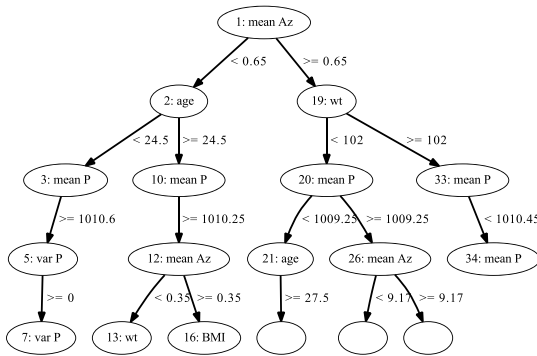 1: mean Az
< 0.65
>= 0.65
2: age
19: wt
< 24.5
>= 24.5
< 102
>= 102
3: mean P
10: mean P
20: mean P
33: mean P
>= 1010.6
>= 1010.25
< 1009.25
>= 1009.25
< 1010.45
5: var P
12: mean Az
21: age
26: mean Az
34: mean P
>= 0
< 0.35
>= 0.35
>= 27.5
< 9.17
>= 9.17
7: var P
13: wt
16: BMI